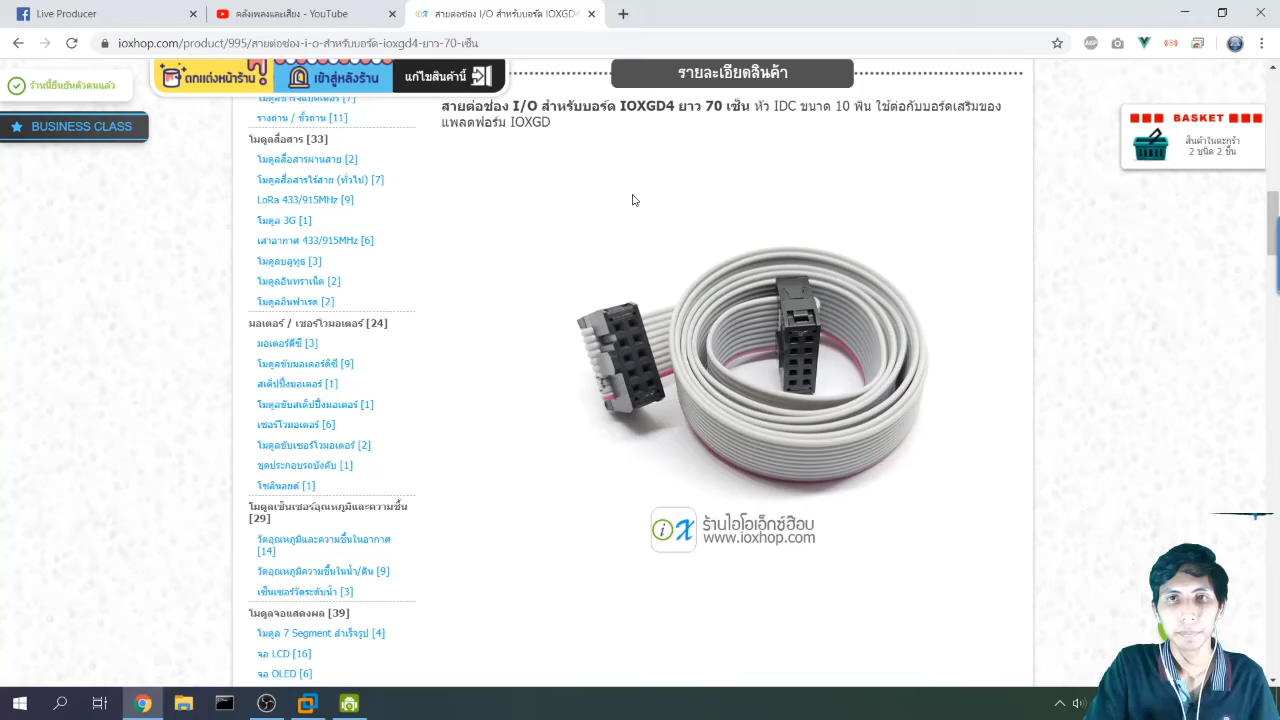 Live Producer
คลังแห่งแสงสี - YouTube
สายต่อช่อง I/O สำหรับบอร์ด IOXGD4
ioxhop.com/product/995/สายต่อช่อง-i-o-สำหรับบอร์ด-ioxgd4-ยาว-70-เซ็น
ร้านนี้ยืนยันตัวตนแล้ว
BUSINESS CLASS
ตกแต่งหน้าร้าน
เข้าสู่หลังร้าน
แก้ไขสินค้านี้
รายละเอียดสินค้า
BASKET
สินค้าในตะกร้า
2 ชนิด 2 ชิ้น
สายต่อช่อง I/O สำหรับบอร์ด IOXGD4 ยาว 70 เซ็น หัว IDC ขนาด 10 พิน ใช้ต่อกับบอร์ดเสริมของ
แพลตฟอร์ม IOXGD
รางถ่าน / ขั้วถ่าน [11]
โมดูลสื่อสาร [33]
โมดูลสื่อสารผ่านสาย [2]
โมดูลสื่อสารไร้สาย (ทั่วไป) [7]
LoRa 433/915MHz [9]
โมดูล 3G [1]
เสาอากาศ 433/915MHz [6]
โมดูลบลูทูธ [3]
โมดูลอินทราเน็ต [2]
โมดูลอินฟาเรด [2]
มอเตอร์ / เซอร์โวมอเตอร์ [24]
มอเตอร์ดีซี [3]
โมดูลขับมอเตอร์ดีซี [9]
สเต็ปปิ้งมอเตอร์ [1]
โมดูลขับสเต็ปปิ้งมอเตอร์ [1]
เซอร์โวมอเตอร์ [6]
โมดูลขับเซอร์โวมอเตอร์ [2]
ชุดประกอบรถบังคับ [1]
โซลินอยด์ [1]
โมดูลเซ็นเซอร์อุณหภูมิและความชื้น
[29]
วัดอุณหภูมิและความชื้นในอากาศ
[14]
วัดอุณหภูมิความชื้นในน้ำ/ดิน [9]
เซ็นเซอร์วัดระดับน้ำ [3]
โมดูลจอแสดงผล [39]
โมดูล 7 Segment สำเร็จรูป [4]
จอ LCD [16]
จอ OLED [6]
ร้านไอโอเอ็กซ์ฮ๊อบ
www.ioxhop.com